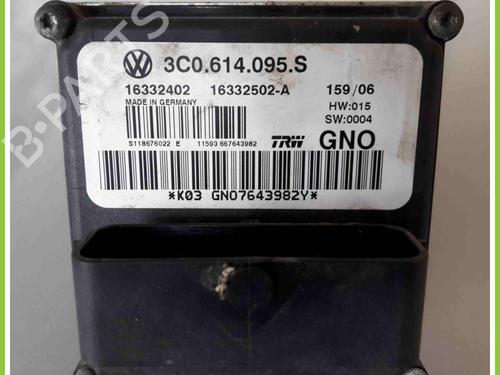 3C0.614.095.S
16332402 16332502-A 159/06
MADE IN GERMANY HW:015
SW:0004
S118676022 E 11593 667643982 TRW GNO
*K03 GNO7643982Y*
B-PARTS